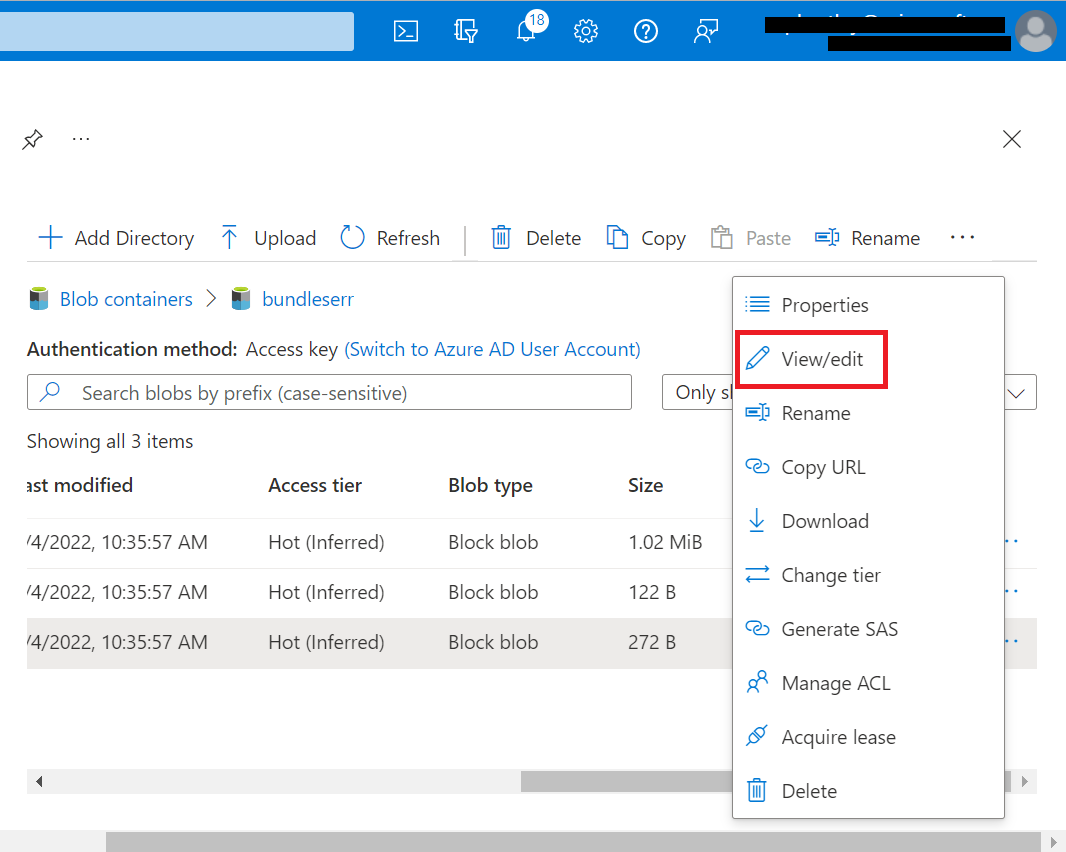 18
...
Add Directory Upload Refresh Delete Copy Paste Rename ...
Blob containers > bundleserr
Authentication method: Access key (Switch to Azure AD User Account)
Search blobs by prefix (case-sensitive)
Only
Showing all 3 items
ast modified Access tier Blob type Size
/4/2022, 10:35:57 AM Hot (Inferred) Block blob 1.02 MiB
/4/2022, 10:35:57 AM Hot (Inferred) Block blob 122 B
/4/2022, 10:35:57 AM Hot (Inferred) Block blob 272 B
Properties
View/edit
Rename
Copy URL
Download
Change tier
Generate SAS
Manage ACL
Acquire lease
Delete